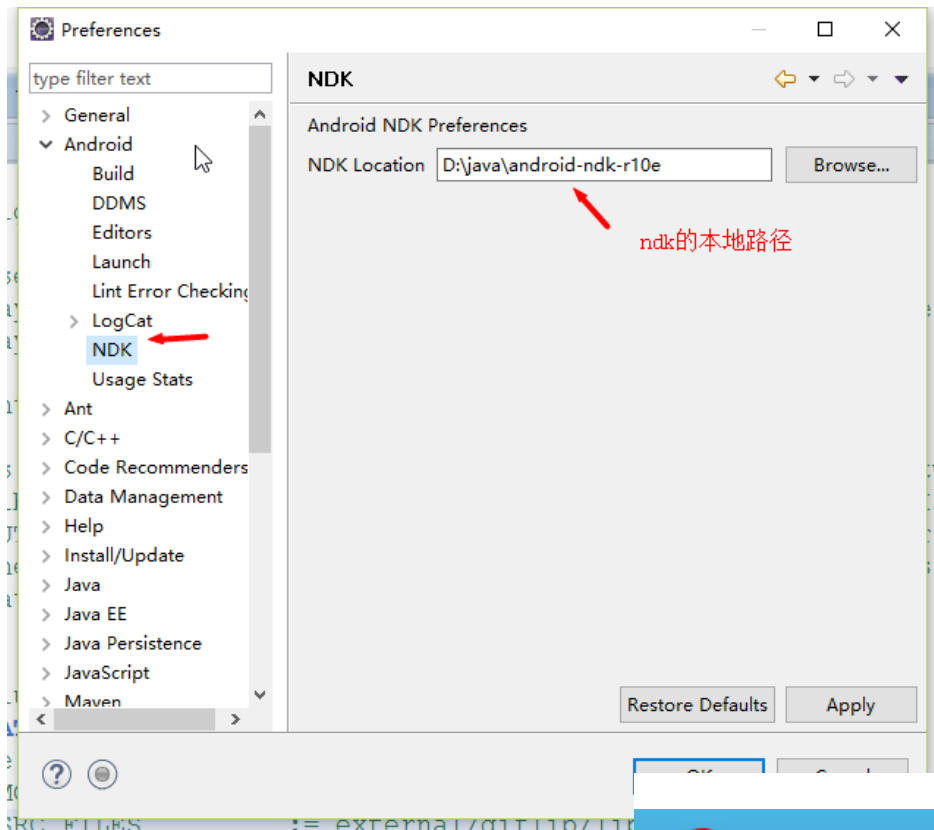 Preferences
type filter text
NDK
General
Android
Build
DDMS
Editors
Launch
Lint Error Checking
LogCat
NDK
Usage Stats
Ant
C/C++
Code Recommenders
Data Management
Help
Install/Update
Java
Java EE
Java Persistence
JavaScript
Maven
Android NDK Preferences
NDK Location D:\java\android-ndk-r10e Browse...
ndk的本地路径
Restore Defaults Apply
:= external/giflib/